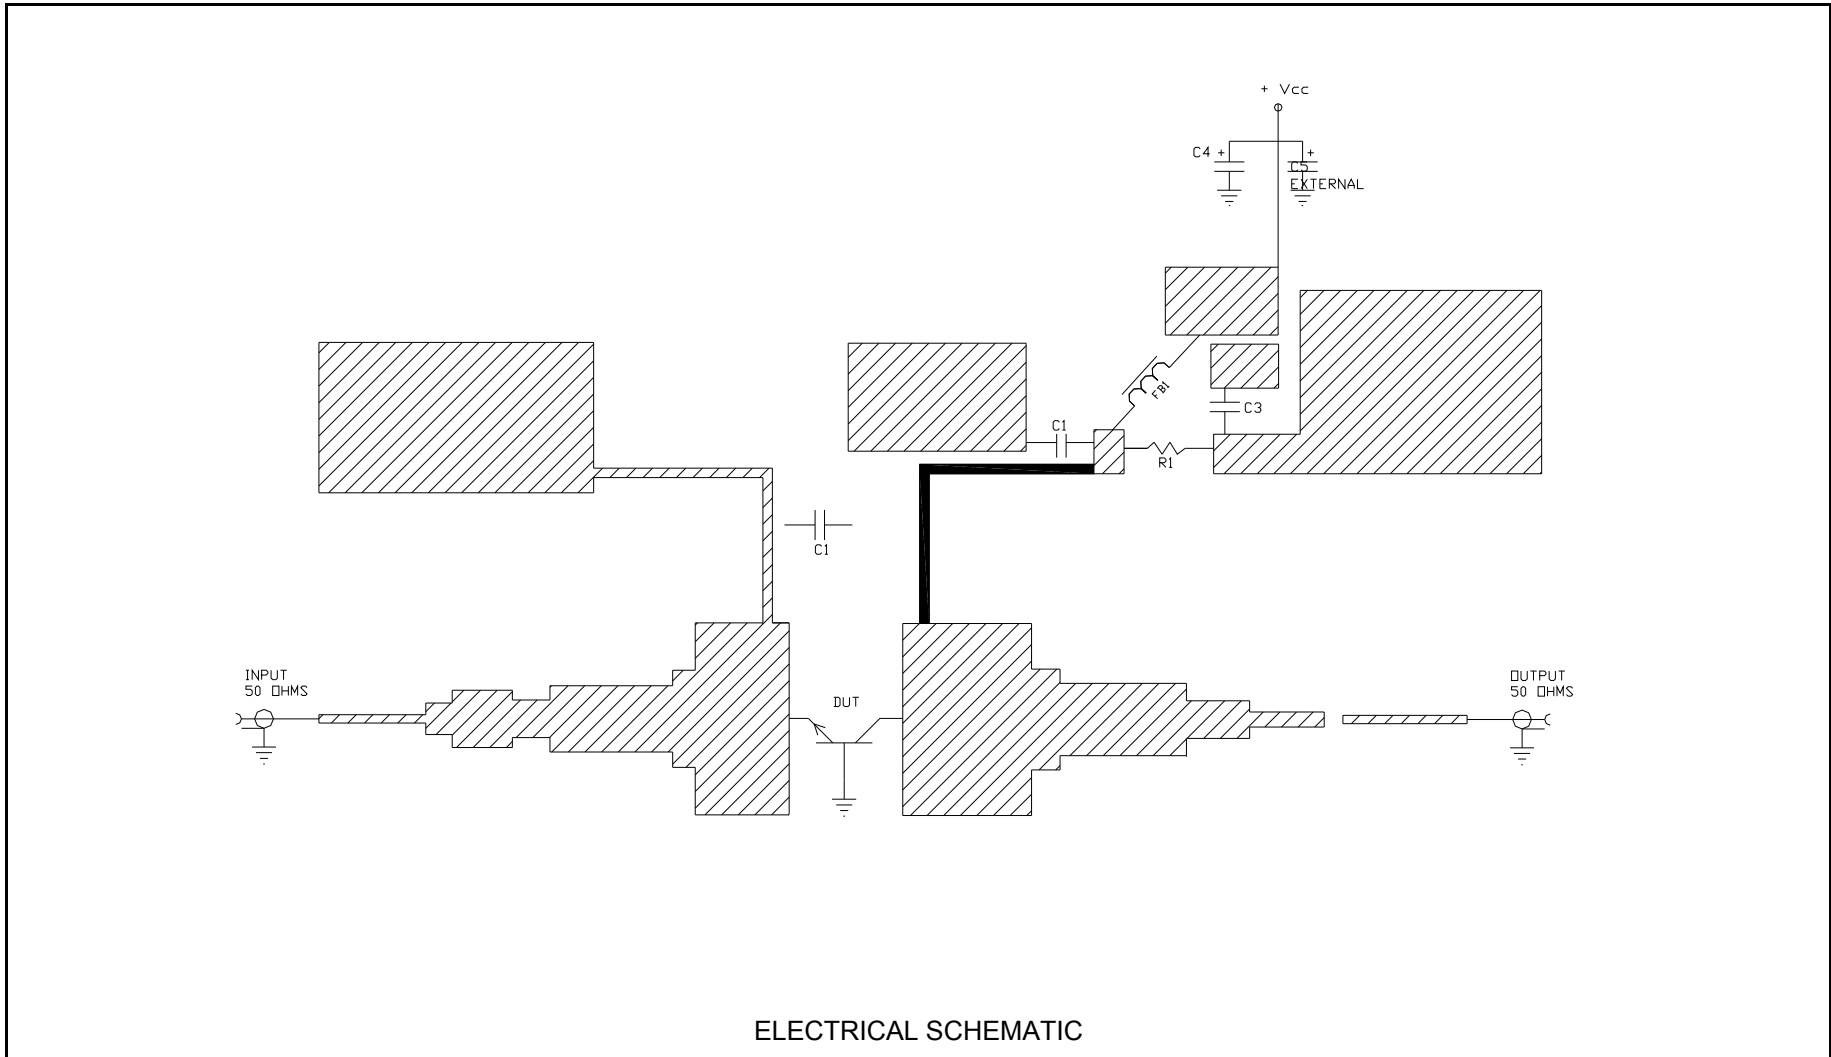 + Vcc
C4 +
+
C5
EXTERNAL
FB1
C3
C1
R1
C1
INPUT
50 OHMS
DUT
OUTPUT
50 OHMS
ELECTRICAL SCHEMATIC